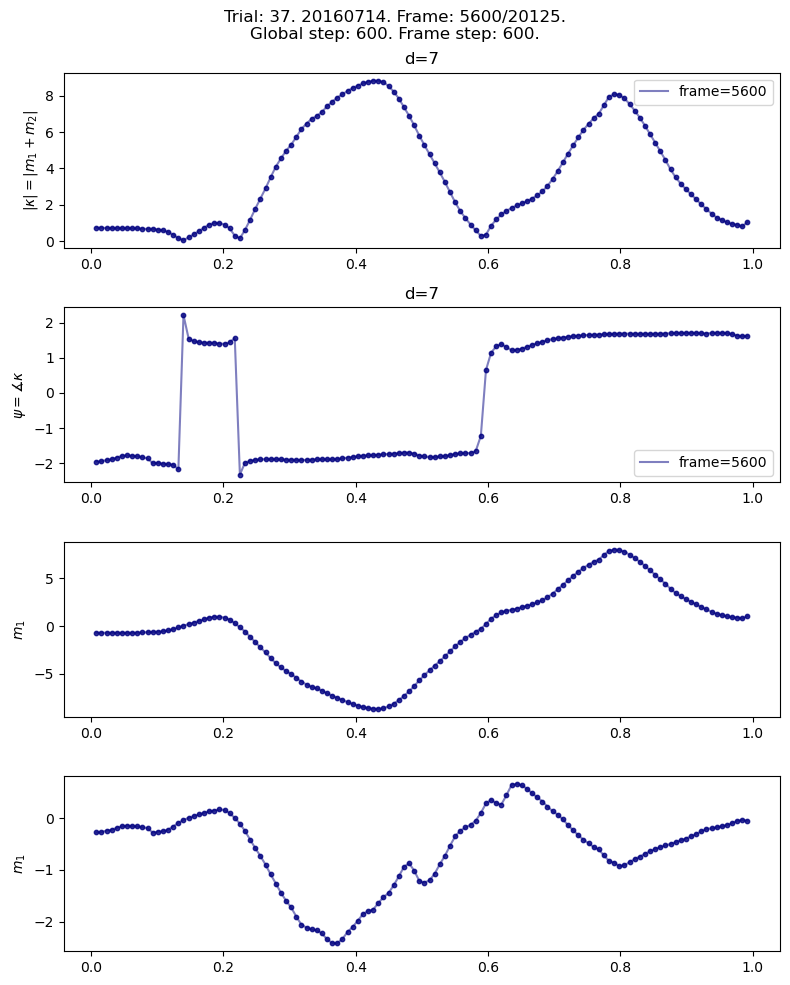 Trial: 37. 20160714. Frame: 5600/20125.
Global step: 600. Frame step: 600.
d=7
|κ| = |m₁ + m₂|
8
6
4
2
0
frame=5600
0.0 0.2 0.4 0.6 0.8 1.0
d=7
ψ = ∡κ
2
1
0
−1
−2
frame=5600
0.0 0.2 0.4 0.6 0.8 1.0
m₁
5
0
−5
0.0 0.2 0.4 0.6 0.8 1.0
m₁
0
−1
−2
0.0 0.2 0.4 0.6 0.8 1.0